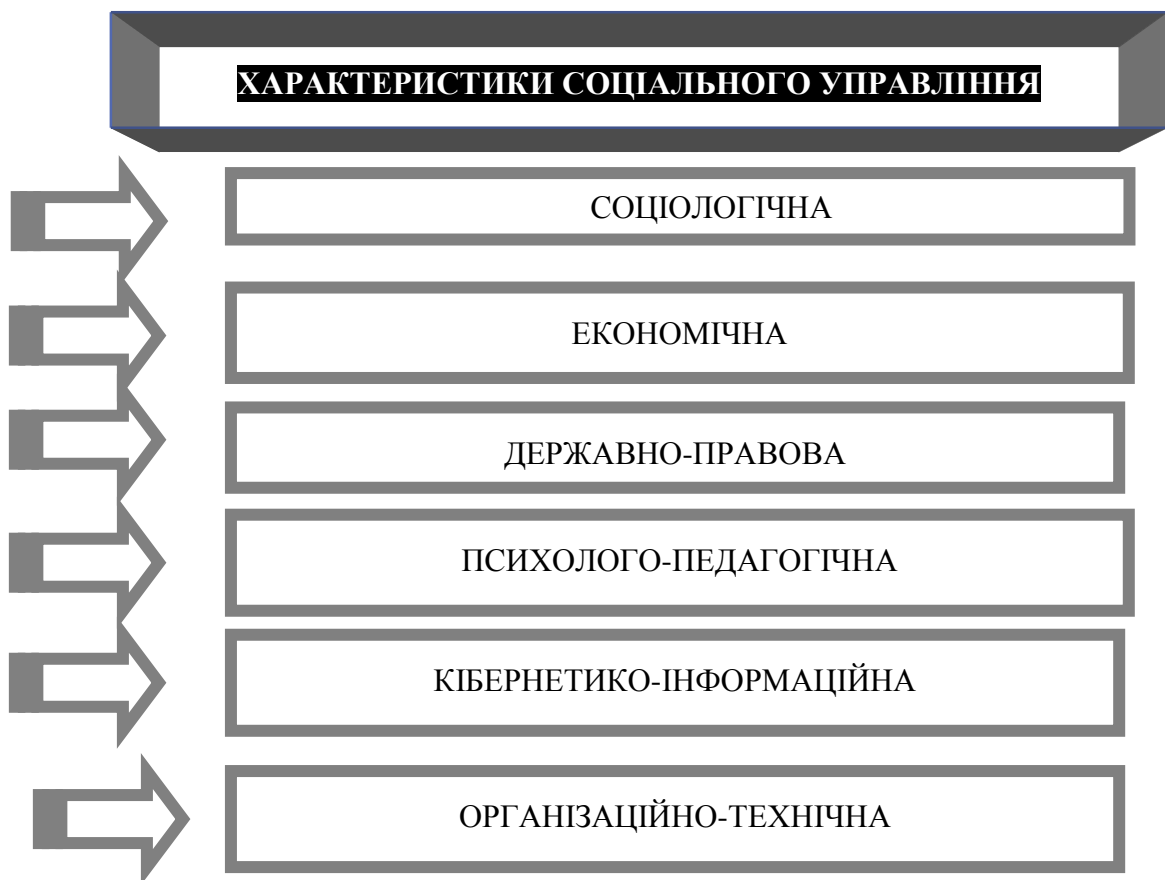 ХАРАКТЕРИСТИКИ СОЦІАЛЬНОГО УПРАВЛІННЯ
СОЦІОЛОГІЧНА
ЕКОНОМІЧНА
ДЕРЖАВНО-ПРАВОВА
ПСИХОЛОГО-ПЕДАГОГІЧНА
КІБЕРНЕТИКО-ІНФОРМАЦІЙНА
ОРГАНІЗАЦІЙНО-ТЕХНІЧНА